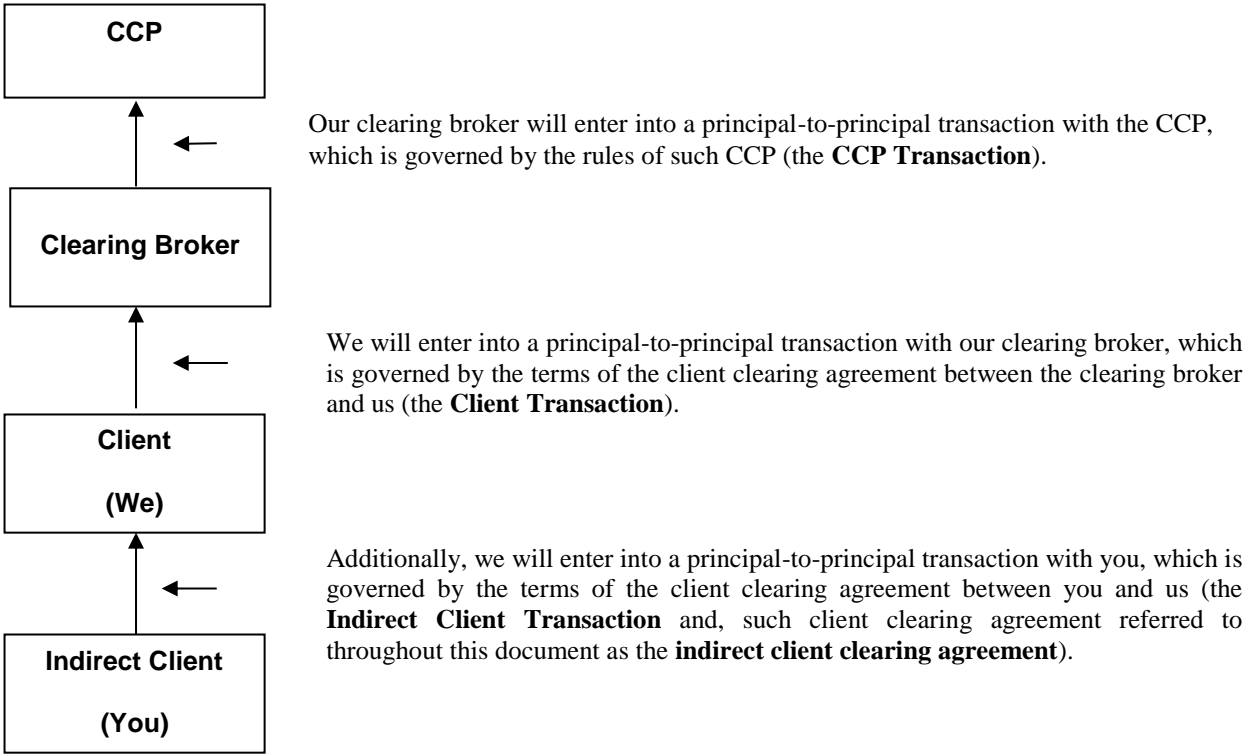 CCP
Our clearing broker will enter into a principal-to-principal transaction with the CCP,
which is governed by the rules of such CCP (the CCP Transaction).
Clearing Broker
We will enter into a principal-to-principal transaction with our clearing broker, which
is governed by the terms of the client clearing agreement between the clearing broker
and us (the Client Transaction).
Client
(We)
Additionally, we will enter into a principal-to-principal transaction with you, which is
governed by the terms of the client clearing agreement between you and us (the
Indirect Client Transaction and, such client clearing agreement referred to
throughout this document as the indirect client clearing agreement).
Indirect Client
(You)